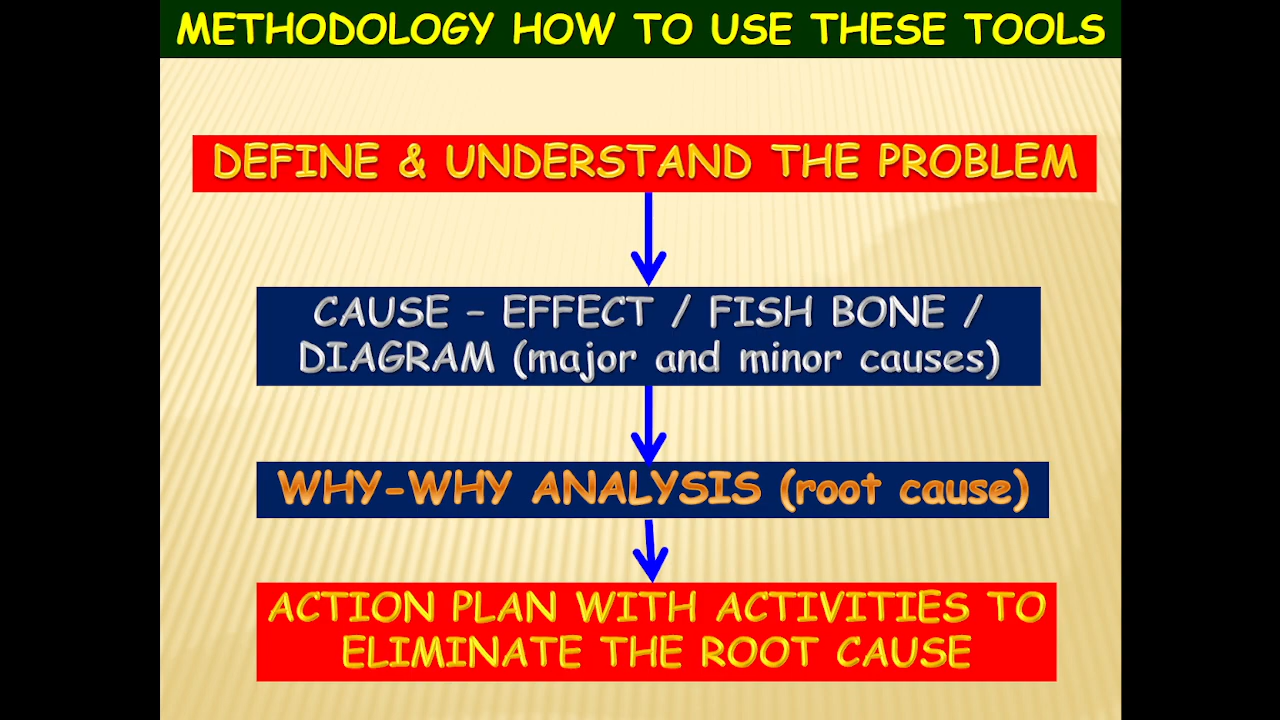 METHODOLOGY HOW TO USE THESE TOOLS
DEFINE & UNDERSTAND THE PROBLEM
CAUSE – EFFECT / FISH BONE /
DIAGRAM (major and minor causes)
WHY-WHY ANALYSIS (root cause)
ACTION PLAN WITH ACTIVITIES TO
ELIMINATE THE ROOT CAUSE